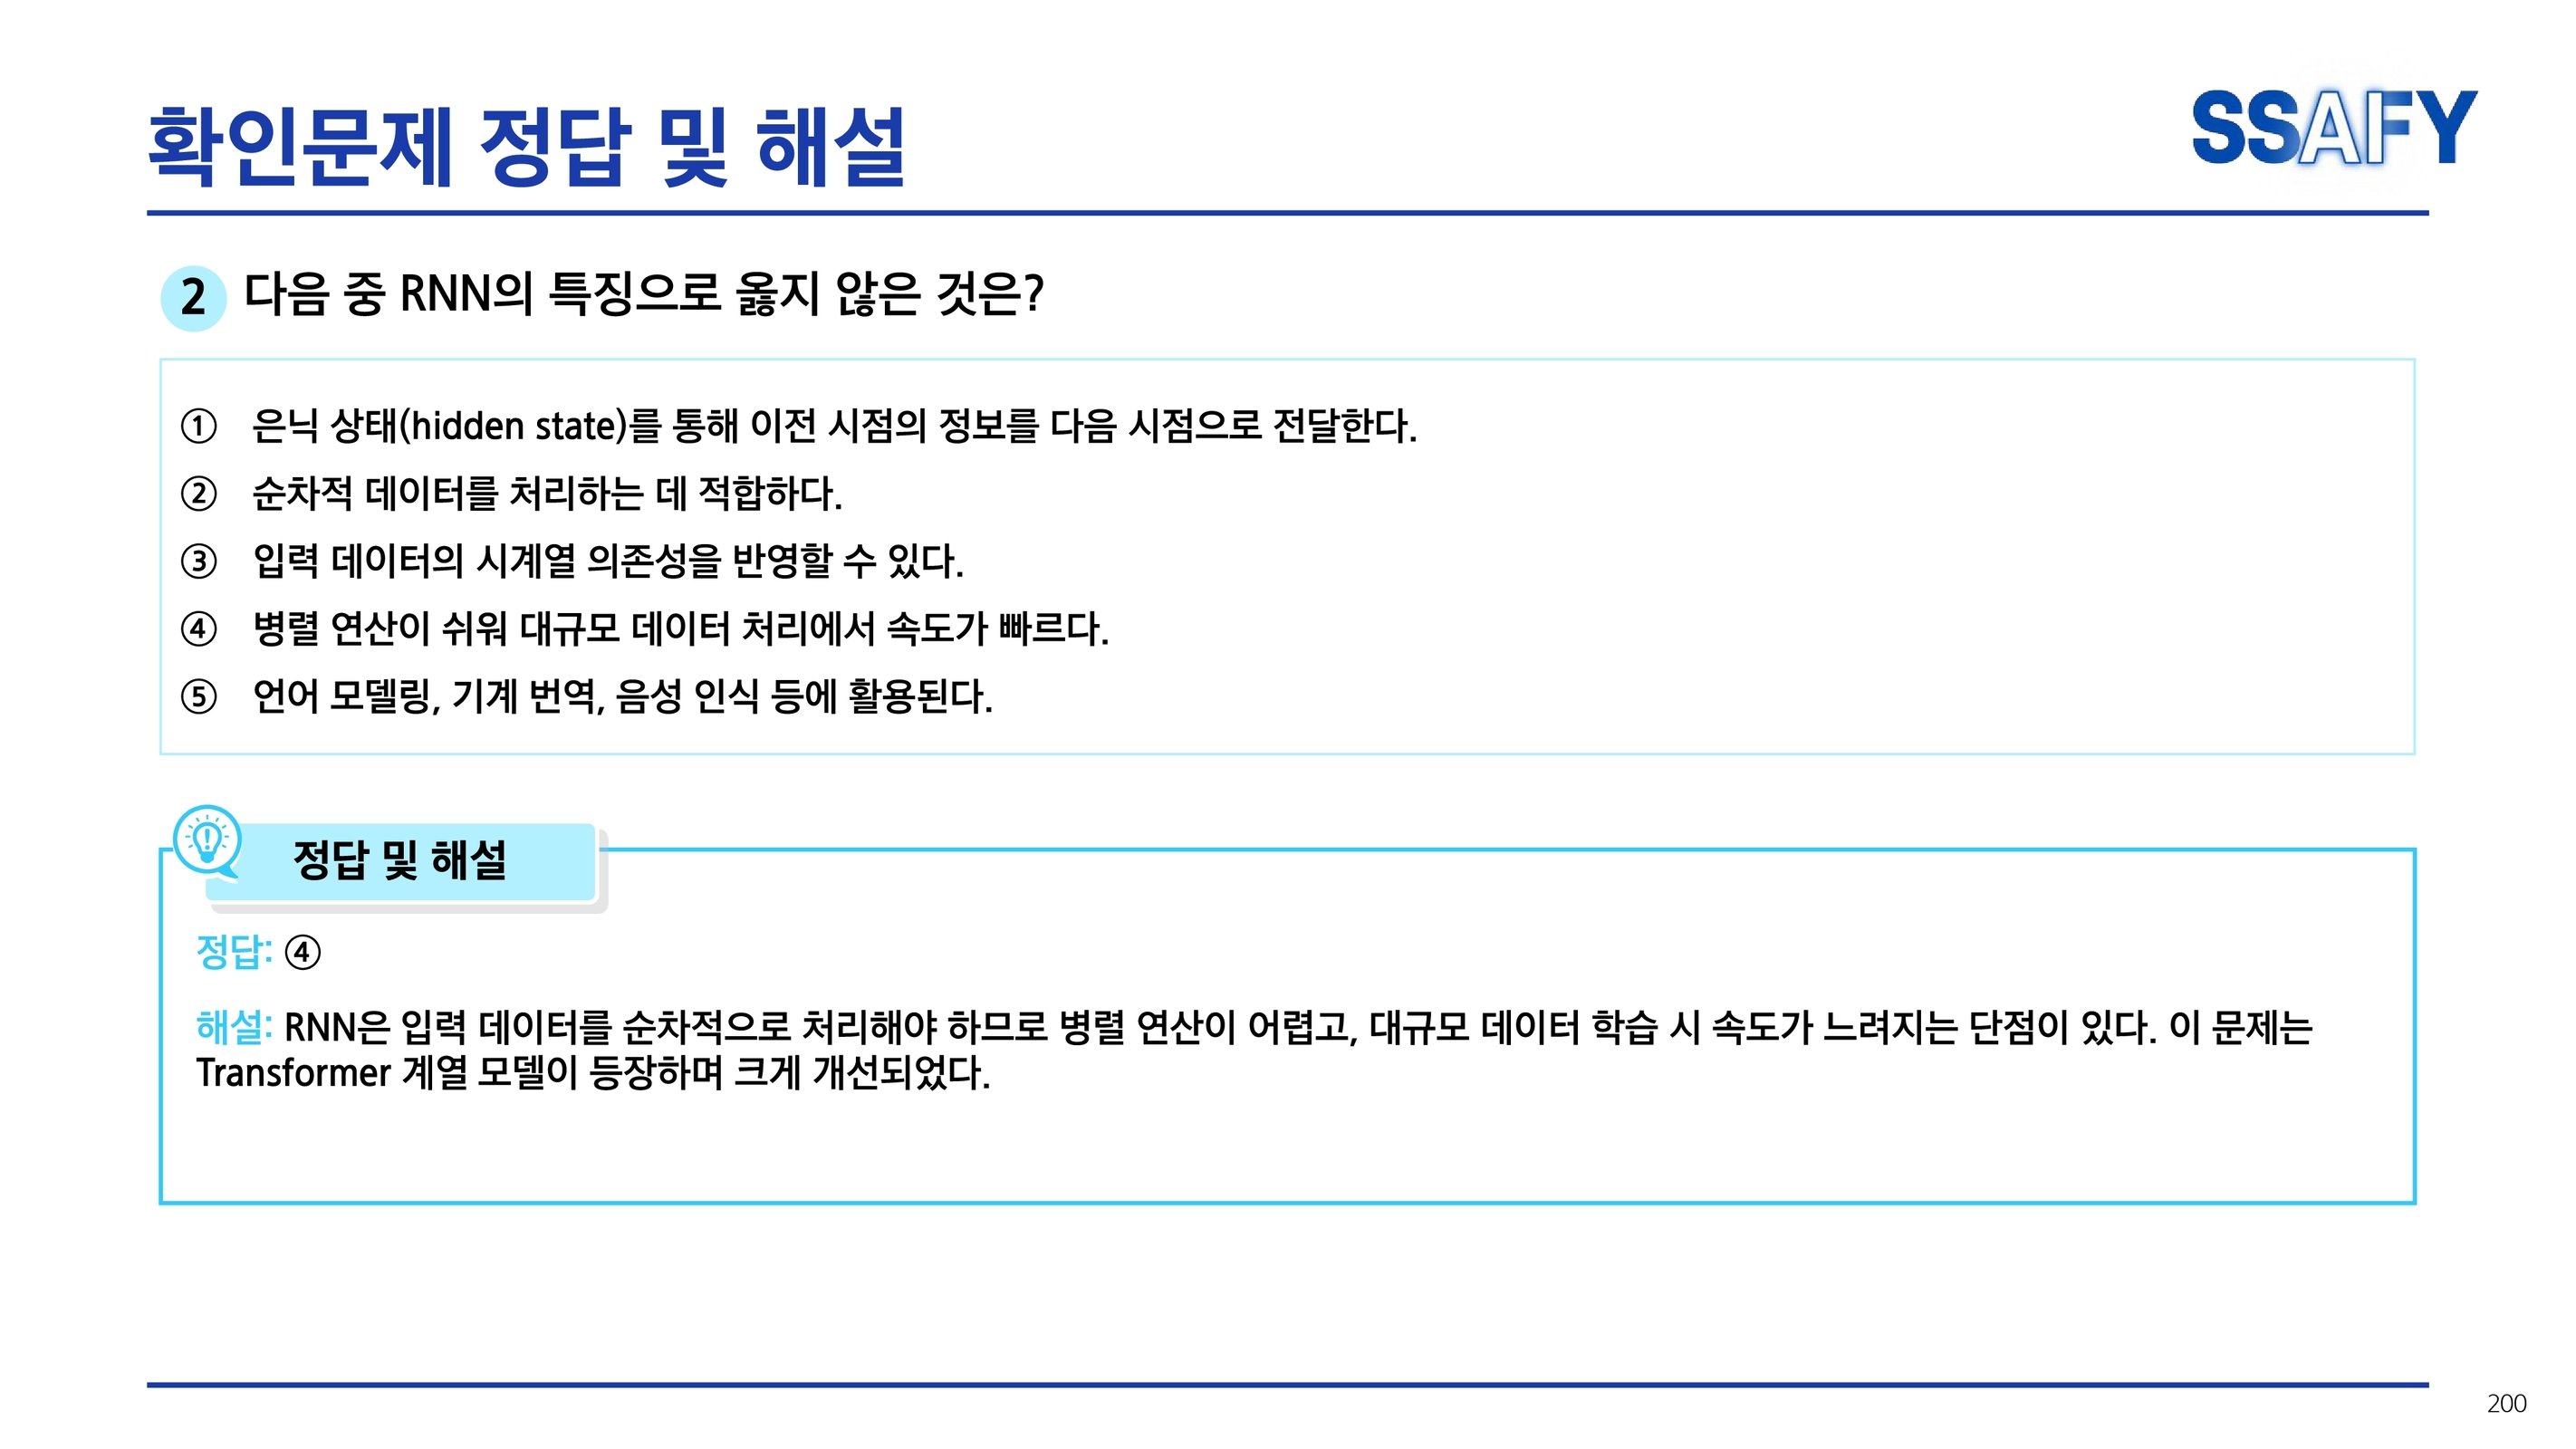 확인문제 정답 및 해설
SSAFY
2 다음 중 RNN의 특징으로 옳지 않은 것은?
① 은닉 상태(hidden state)를 통해 이전 시점의 정보를 다음 시점으로 전달한다.
② 순차적 데이터를 처리하는 데 적합하다.
③ 입력 데이터의 시계열 의존성을 반영할 수 있다.
④ 병렬 연산이 쉬워 대규모 데이터 처리에서 속도가 빠르다.
⑤ 언어 모델링, 기계 번역, 음성 인식 등에 활용된다.
정답 및 해설
정답: ④
해설: RNN은 입력 데이터를 순차적으로 처리해야 하므로 병렬 연산이 어렵고, 대규모 데이터 학습 시 속도가 느려지는 단점이 있다. 이 문제는
Transformer 계열 모델이 등장하며 크게 개선되었다.
200